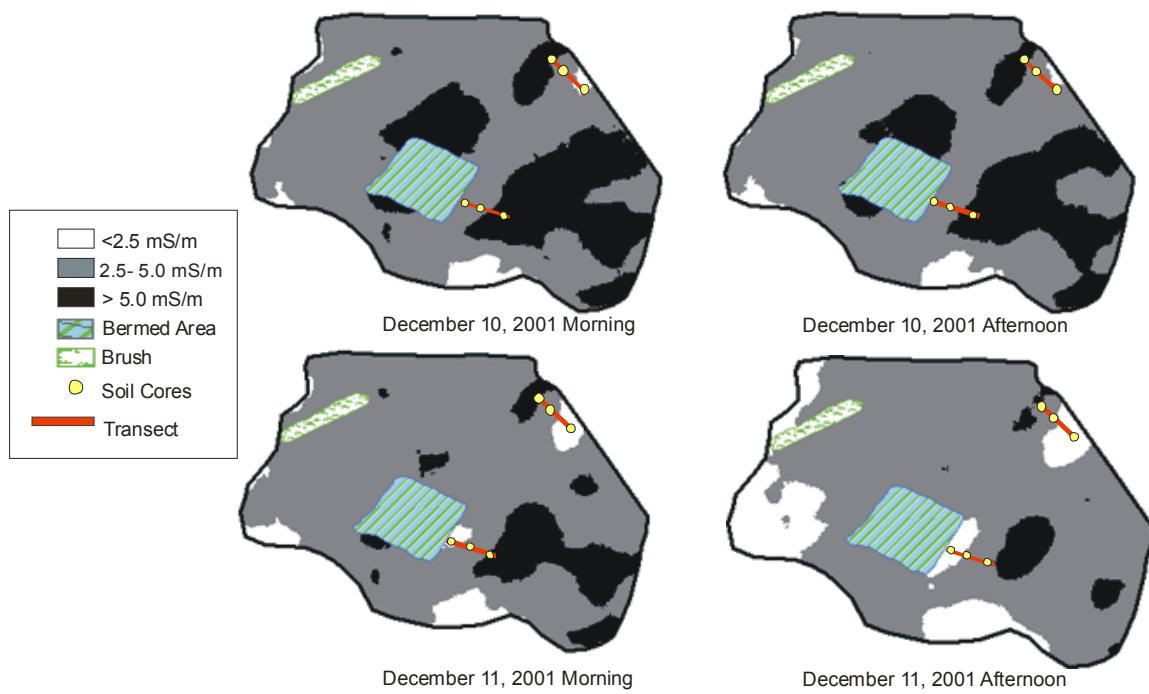 <2.5 mS/m
2.5- 5.0 mS/m
> 5.0 mS/m
Bermed Area
Brush
Soil Cores
Transect
December 10, 2001 Morning
December 10, 2001 Afternoon
December 11, 2001 Morning
December 11, 2001 Afternoon